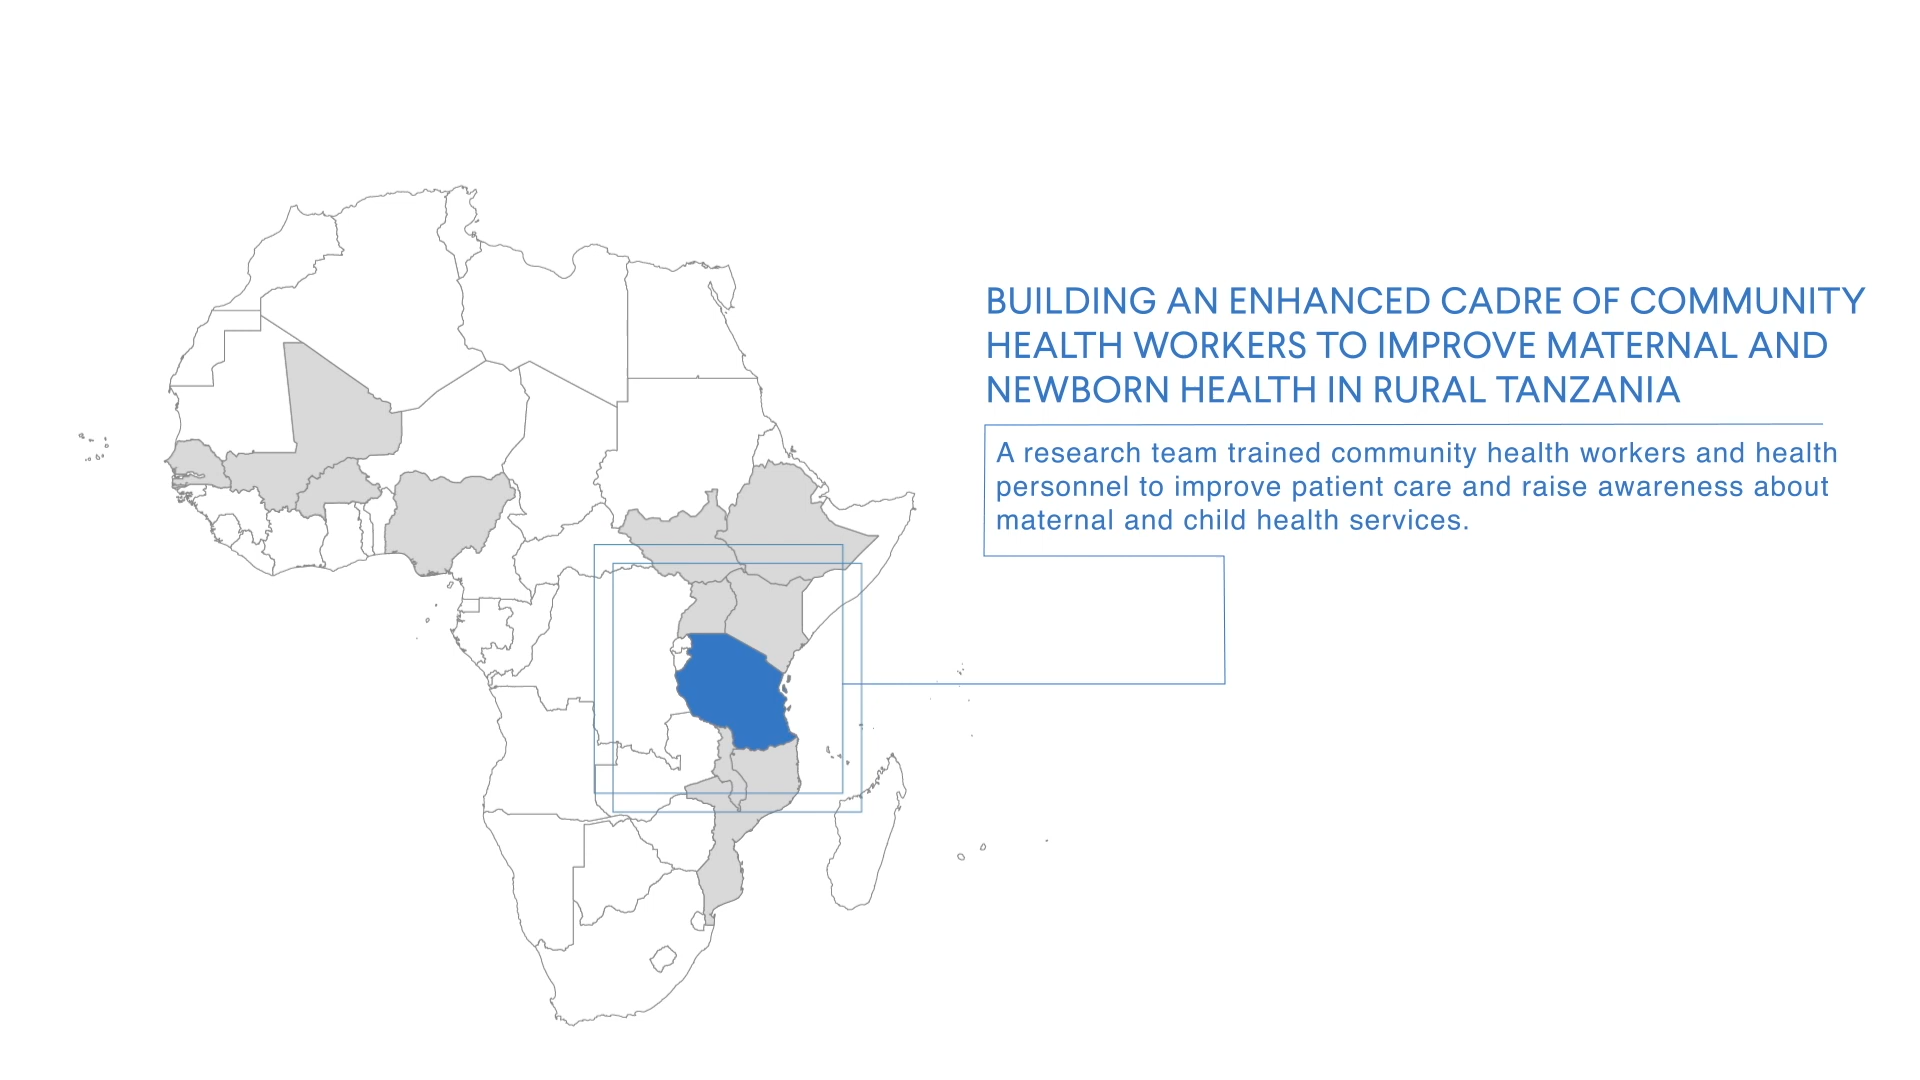 BUILDING AN ENHANCED CADRE OF COMMUNITY
HEALTH WORKERS TO IMPROVE MATERNAL AND
NEWBORN HEALTH IN RURAL TANZANIA
A research team trained community health workers and health
personnel to improve patient care and raise awareness about
maternal and child health services.